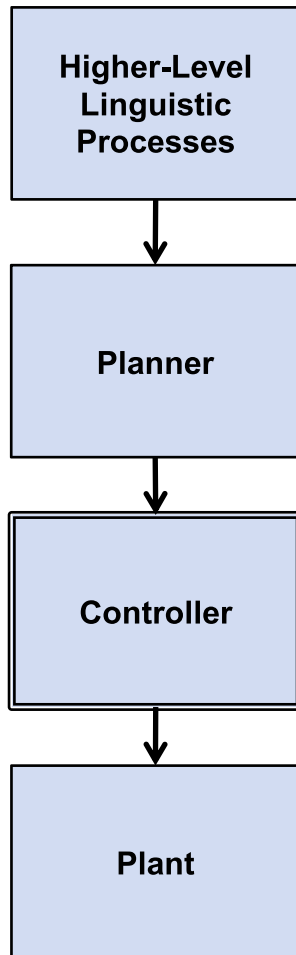 Higher-Level
Linguistic
Processes
Planner
Controller
Plant